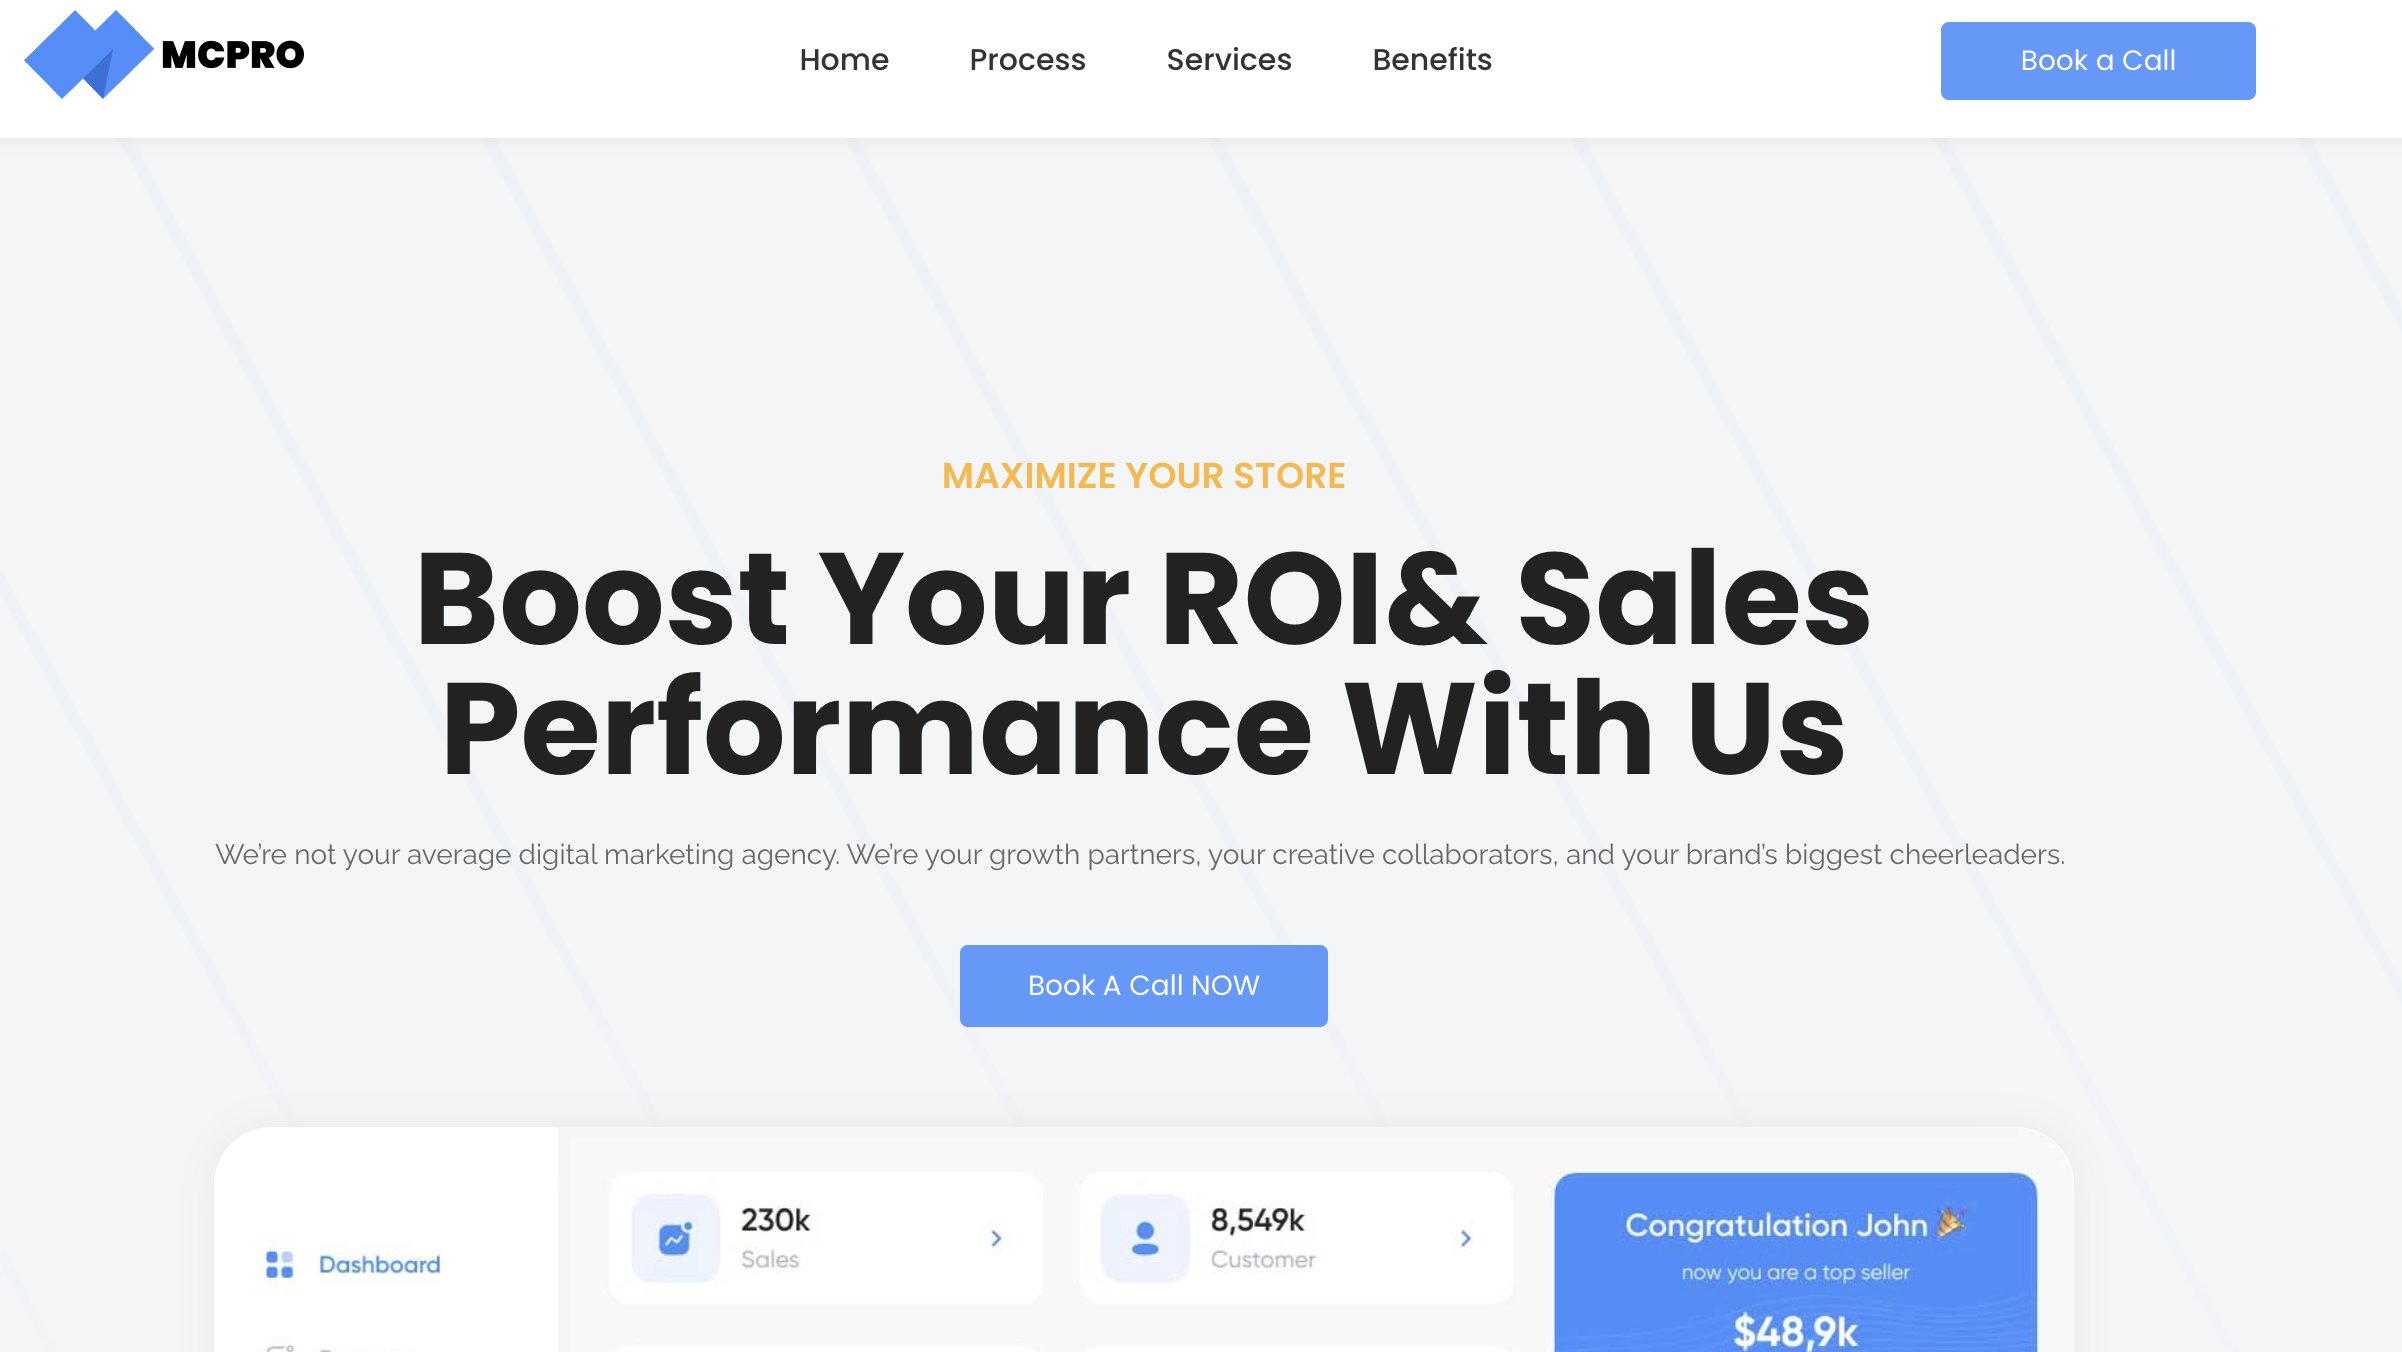 MCPRO
Home Process Services Benefits
Book a Call
MAXIMIZE YOUR STORE
Boost Your ROI& Sales
Performance With Us
We're not your average digital marketing agency. We're your growth partners, your creative collaborators, and your brand's biggest cheerleaders.
Book A Call NOW
Dashboard
230k
Sales
8,549k
Customer
Congratulation John 🎉
now you are a top seller
$48,9k